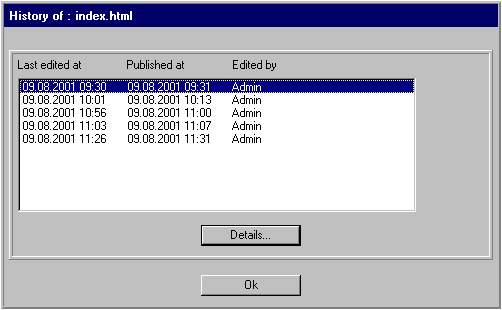 History of : index.html
Last edited at Published at Edited by
09.08.2001 09:30 09.08.2001 09:31 Admin
09.08.2001 10:01 09.08.2001 10:13 Admin
09.08.2001 10:56 09.08.2001 11:00 Admin
09.08.2001 11:03 09.08.2001 11:07 Admin
09.08.2001 11:26 09.08.2001 11:31 Admin
Details...
Ok